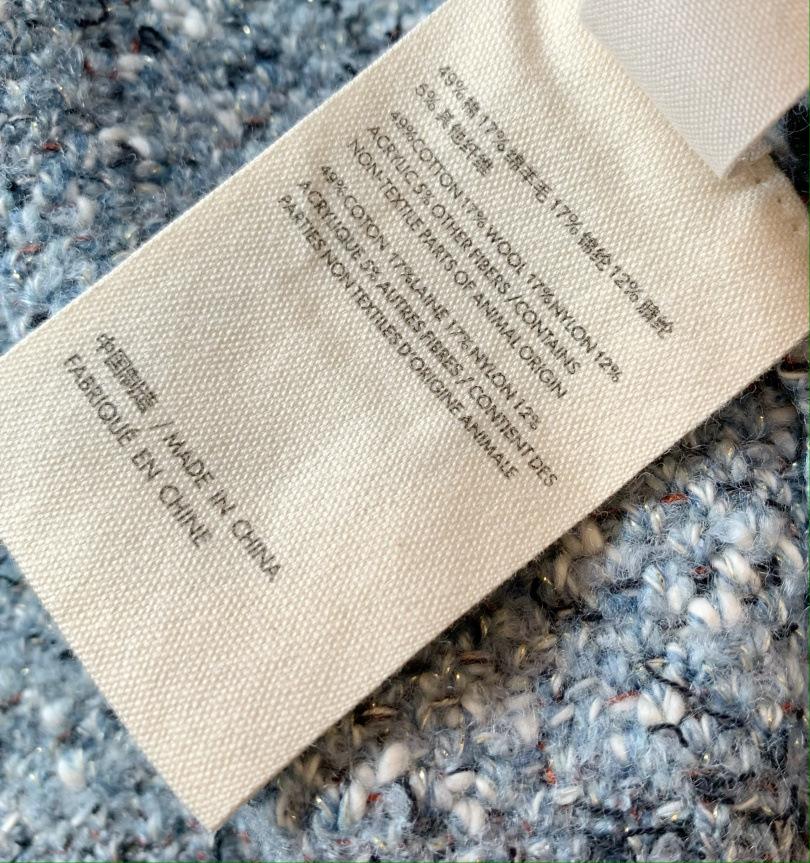 49%棉 17%绵羊毛 17%锦纶 12%腈纶
5%其他纤维
49%COTTON 17% WOOL 17%NYLON 12%
ACRYLIC 5% OTHER FIBERS /CONTAINS
NON-TEXTILE PARTS OF ANIMAL ORIGIN
49%COTON 17%LAINE 17% NYLON 12%
ACRYLIQUE 5% AUTRES FIBRES / CONTIENT DES
PARTIES NON TEXTILES D'ORIGINE ANIMALE
中国制造 / MADE IN CHINA
FABRIQUÉ EN CHINE